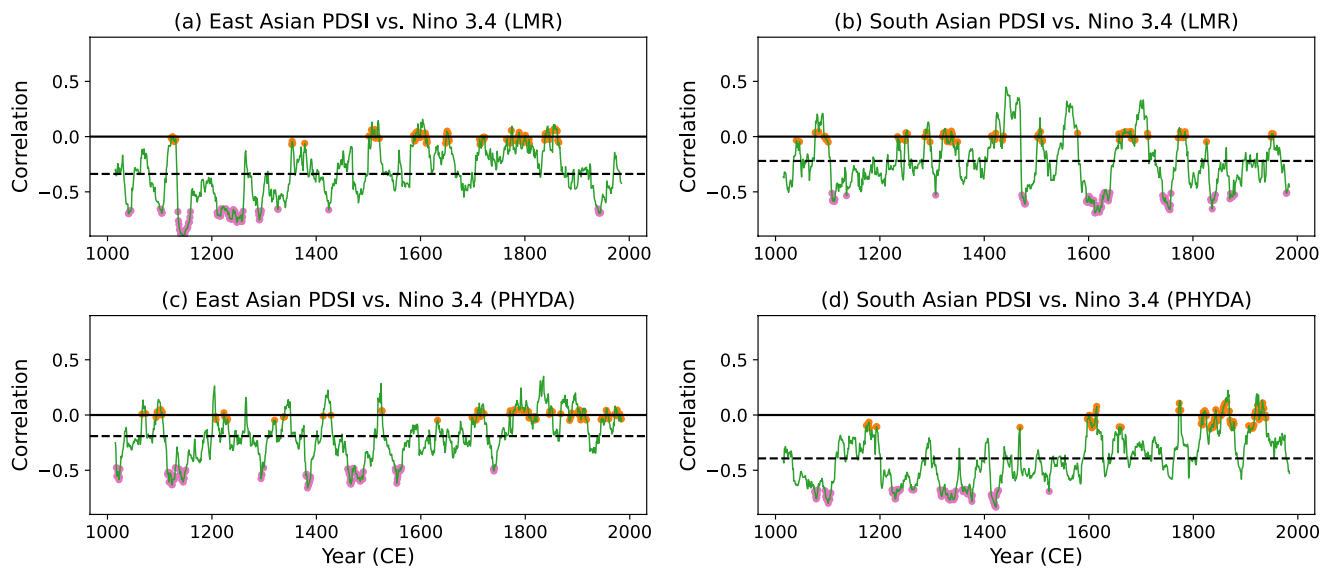 (a) East Asian PDSI vs. Nino 3.4 (LMR)
Correlation
0.5
0.0
−0.5
1000 1200 1400 1600 1800 2000
(b) South Asian PDSI vs. Nino 3.4 (LMR)
Correlation
0.5
0.0
−0.5
1000 1200 1400 1600 1800 2000
(c) East Asian PDSI vs. Nino 3.4 (PHYDA)
Correlation
0.5
0.0
−0.5
1000 1200 1400 1600 1800 2000
Year (CE)
(d) South Asian PDSI vs. Nino 3.4 (PHYDA)
Correlation
0.5
0.0
−0.5
1000 1200 1400 1600 1800 2000
Year (CE)